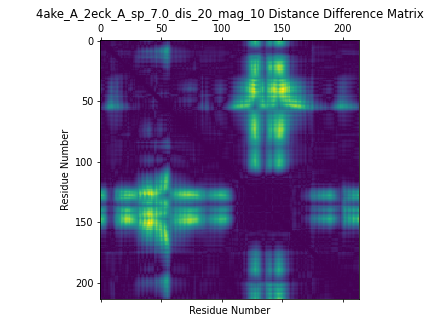 4ake_A_2eck_A_sp_7.0_dis_20_mag_10 Distance Difference Matrix
0 50 100 150 200
0
50
100
150
200
Residue Number
Residue Number